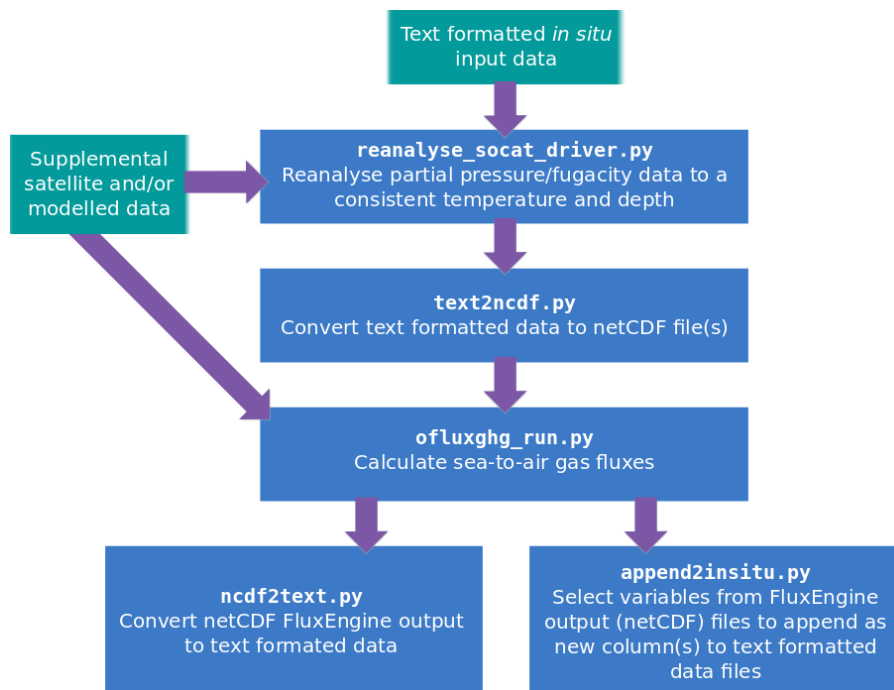 Text formatted in situ
input data
Supplemental
satellite and/or
modelled data
reanalyse_socat_driver.py
Reanalyse partial pressure/fugacity data to a
consistent temperature and depth
text2ncdf.py
Convert text formatted data to netCDF file(s)
ofluxghg_run.py
Calculate sea-to-air gas fluxes
ncdf2text.py
Convert netCDF FluxEngine output
to text formated data
append2insitu.py
Select variables from FluxEngine
output (netCDF) files to append as
new column(s) to text formatted
data files